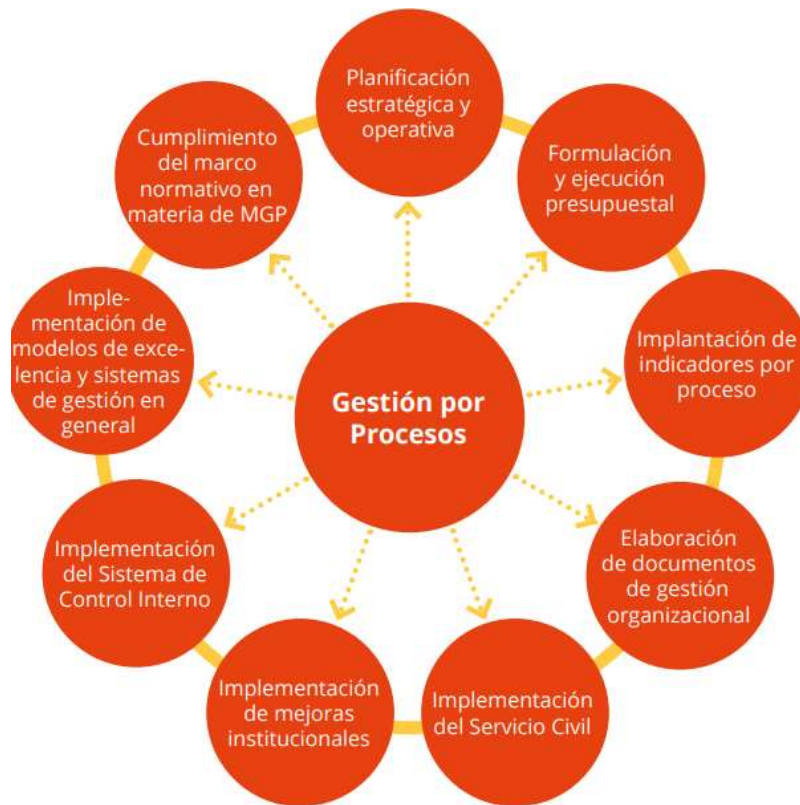 Planificación
estratégica y
operativa
Formulación
y ejecución
presupuestal
Implantación de
indicadores por
proceso
Elaboración
de documentos
de gestión
organizacional
Implementación
del Servicio Civil
Implementación
de mejoras
institucionales
Implementación
del Sistema de
Control Interno
Imple-
mentación de
modelos de exce-
lencia y sistemas
de gestión en
general
Cumplimiento
del marco
normativo en
materia de MGP
Gestión por
Procesos